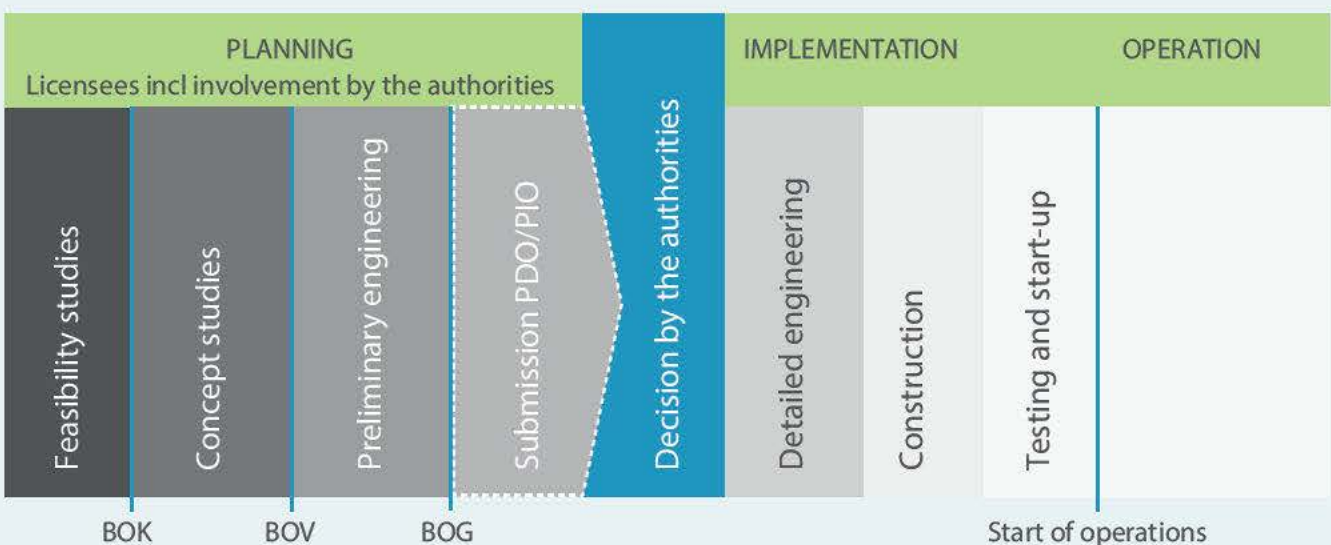 PLANNING
Licensees incl involvement by the authorities
IMPLEMENTATION
OPERATION
Feasibility studies
Concept studies
Preliminary engineering
Submission PDO/PIO
Decision by the authorities
Detailed engineering
Construction
Testing and start-up
BOK
BOV
BOG
Start of operations